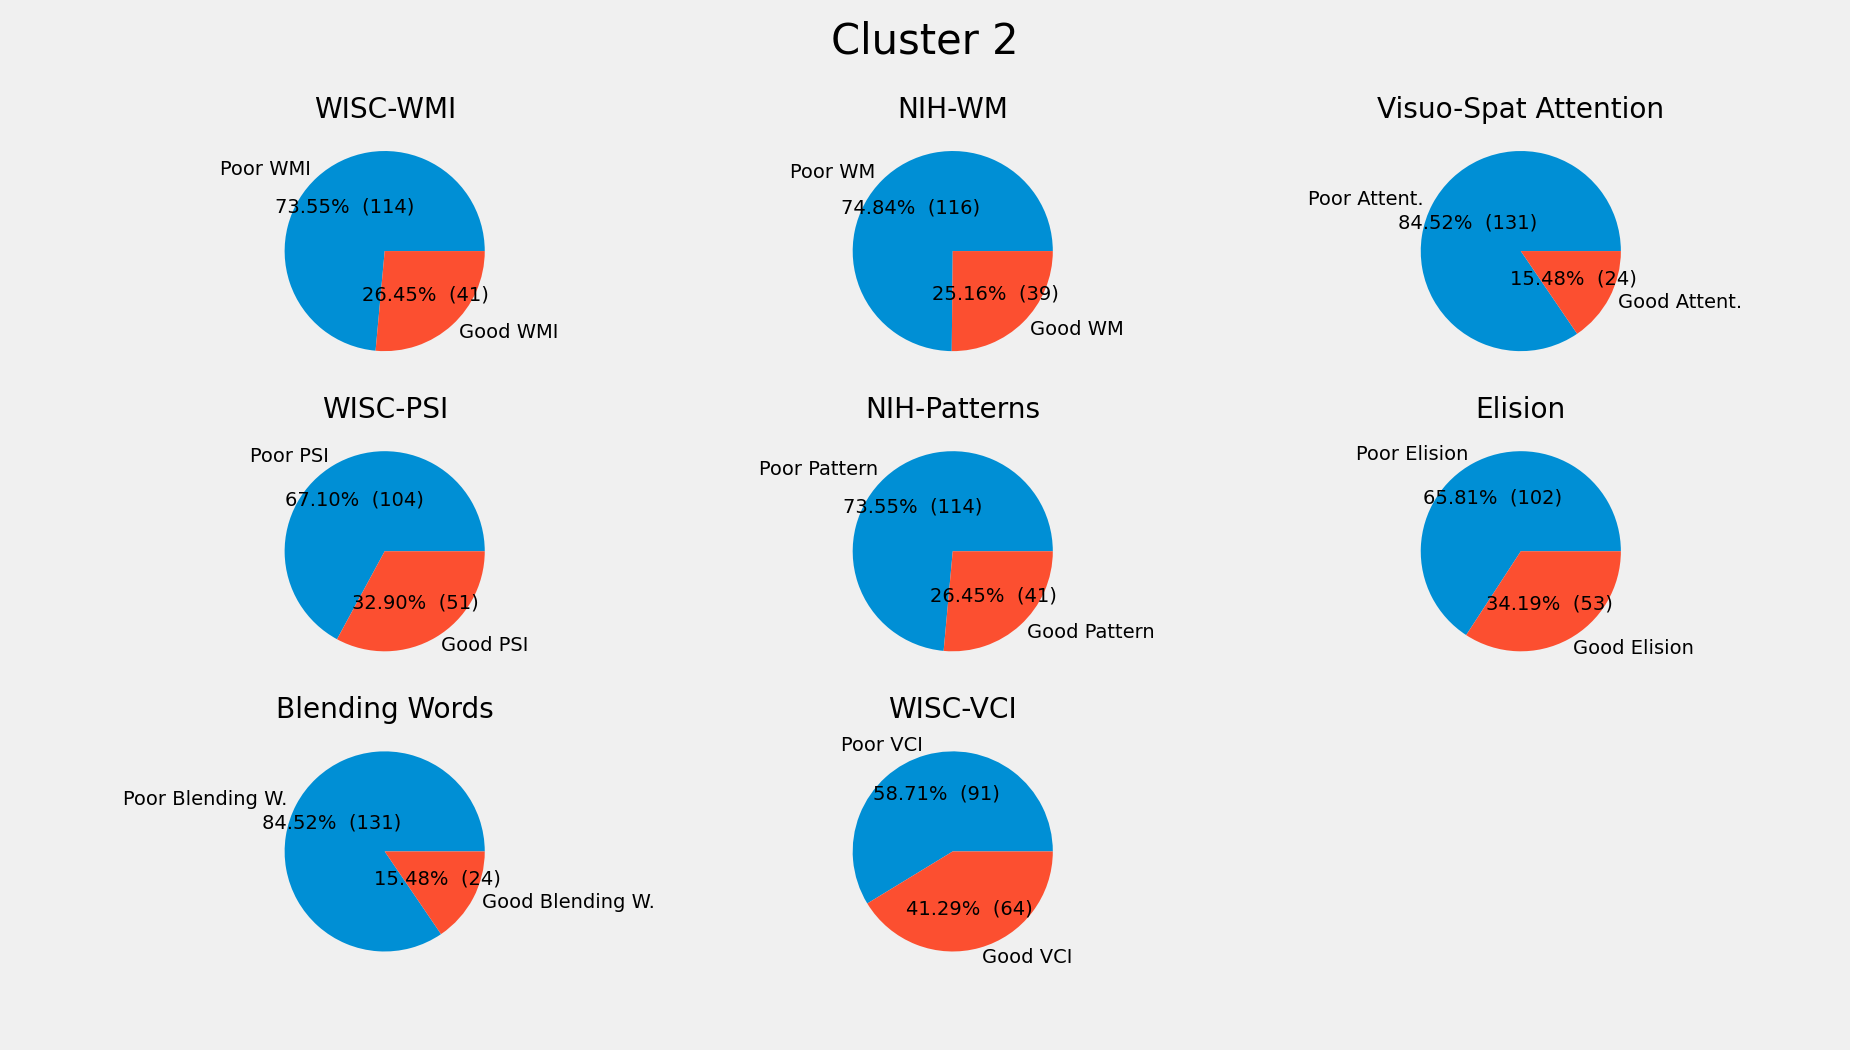 Cluster 2
WISC-WMI
Poor WMI
73.55%  (114)
26.45%  (41)
Good WMI
NIH-WM
Poor WM
74.84%  (116)
25.16%  (39)
Good WM
Visuo-Spat Attention
Poor Attent.
84.52%  (131)
15.48%  (24)
Good Attent.
WISC-PSI
Poor PSI
67.10%  (104)
32.90%  (51)
Good PSI
NIH-Patterns
Poor Pattern
73.55%  (114)
26.45%  (41)
Good Pattern
Elision
Poor Elision
65.81%  (102)
34.19%  (53)
Good Elision
Blending Words
Poor Blending W.
84.52%  (131)
15.48%  (24)
Good Blending W.
WISC-VCI
Poor VCI
58.71%  (91)
41.29%  (64)
Good VCI